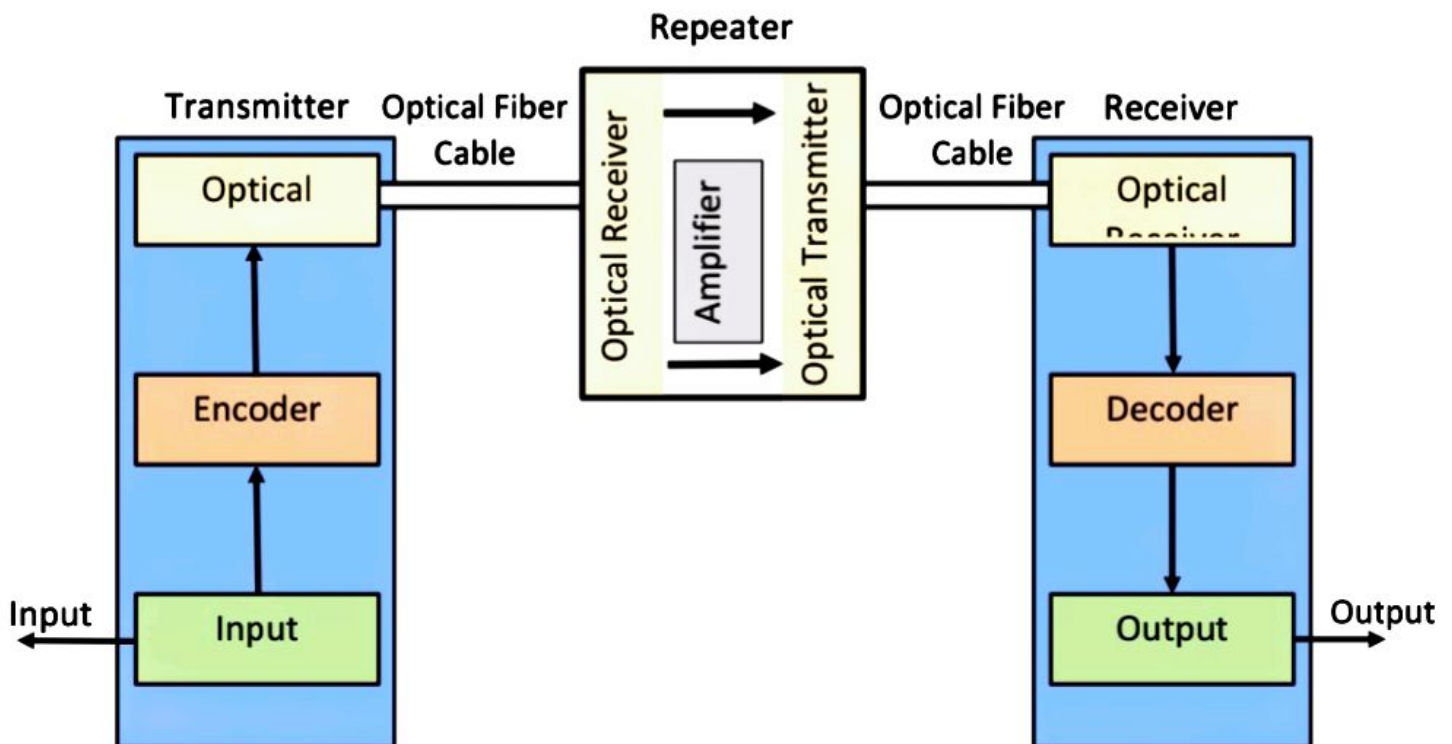 Repeater
Transmitter
Optical Fiber
Cable
Optical Fiber
Cable
Receiver
Optical
Optical Receiver
Amplifier
Optical Transmitter
Optical
Receiver
Encoder
Decoder
Input
Input
Output
Output